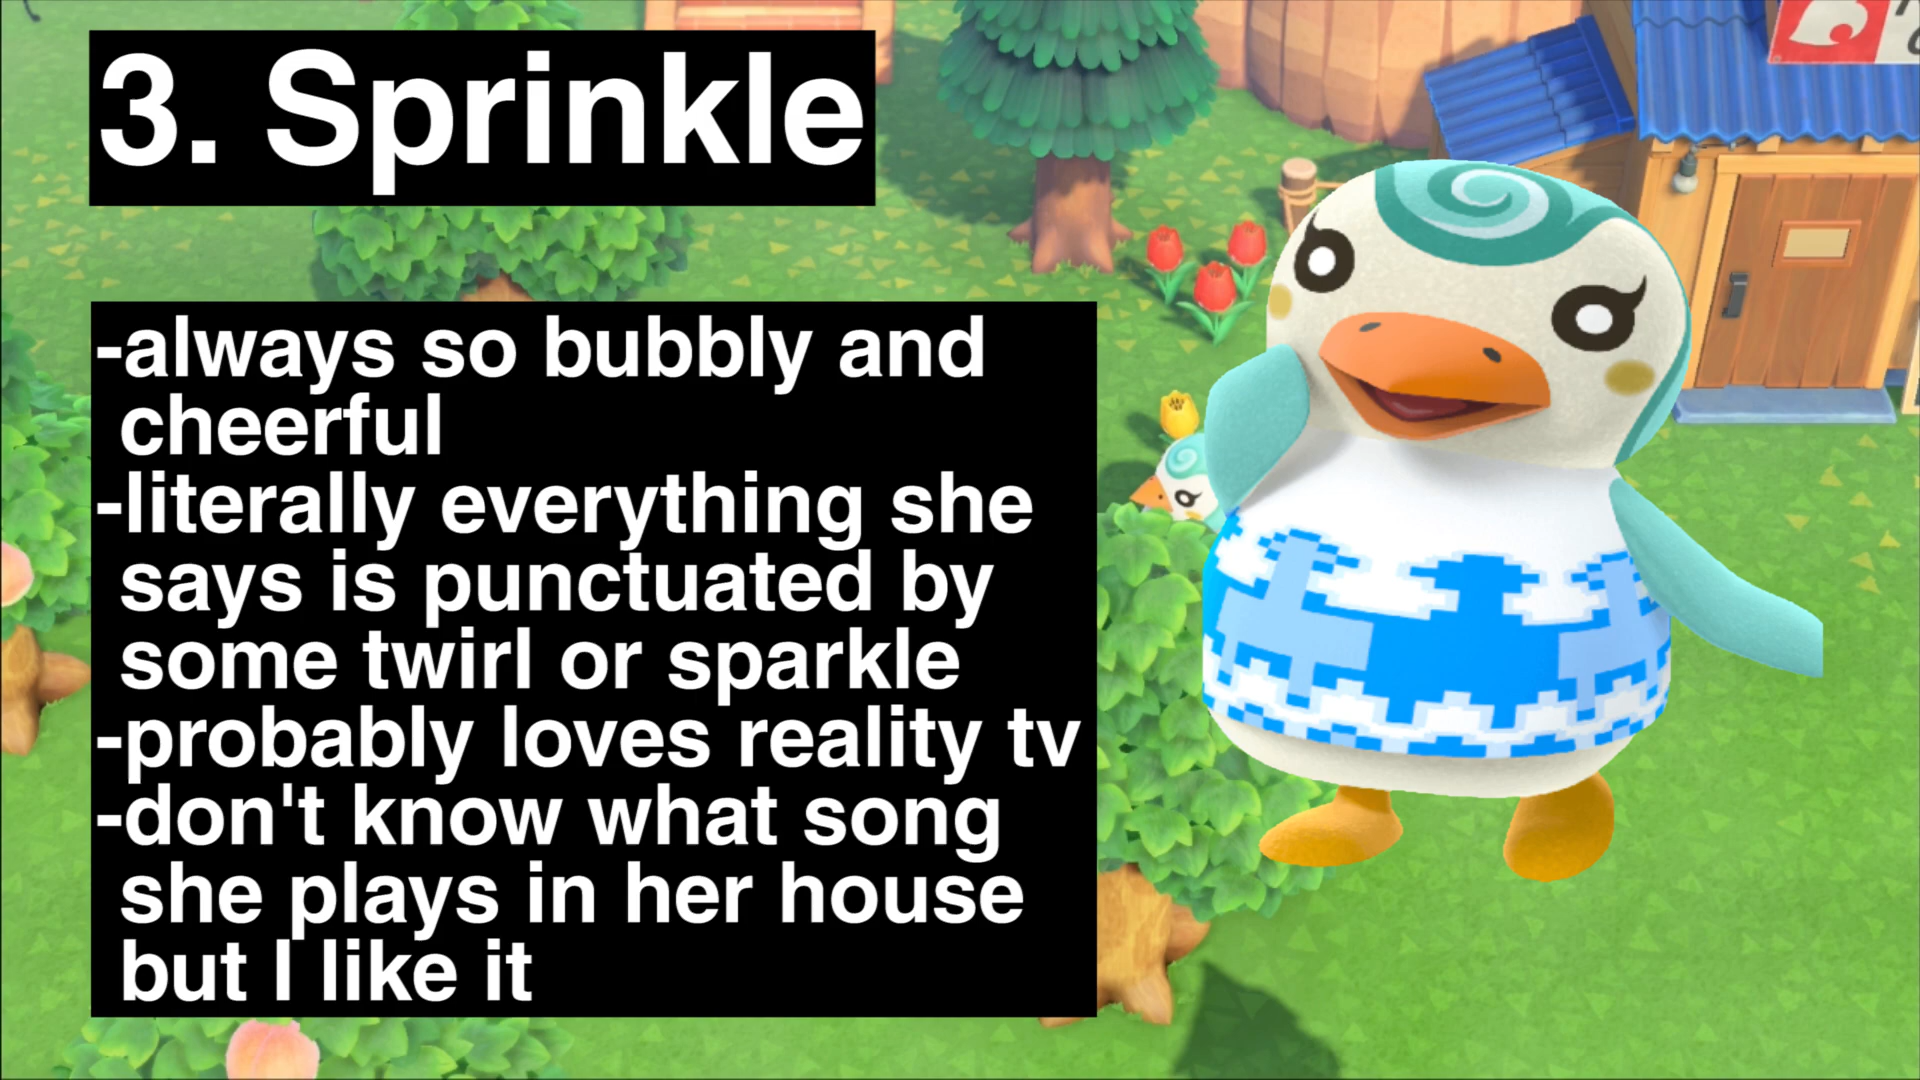 3. Sprinkle
-always so bubbly and
cheerful
-literally everything she
says is punctuated by
some twirl or sparkle
-probably loves reality tv
-don't know what song
she plays in her house
but I like it